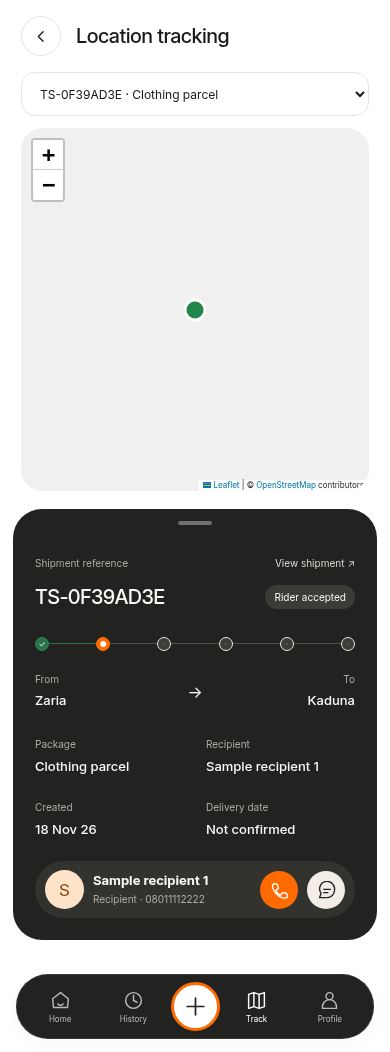 Location tracking
TS-0F39AD3E · Clothing parcel
+
−
Leaflet | © OpenStreetMap contributors
Shipment reference
View shipment ↗
TS-0F39AD3E
Rider accepted
From
To
Zaria
→
Kaduna
Package
Recipient
Clothing parcel
Sample recipient 1
Created
Delivery date
18 Nov 26
Not confirmed
S
Sample recipient 1
Recipient · 08011112222
Home
History
Track
Profile